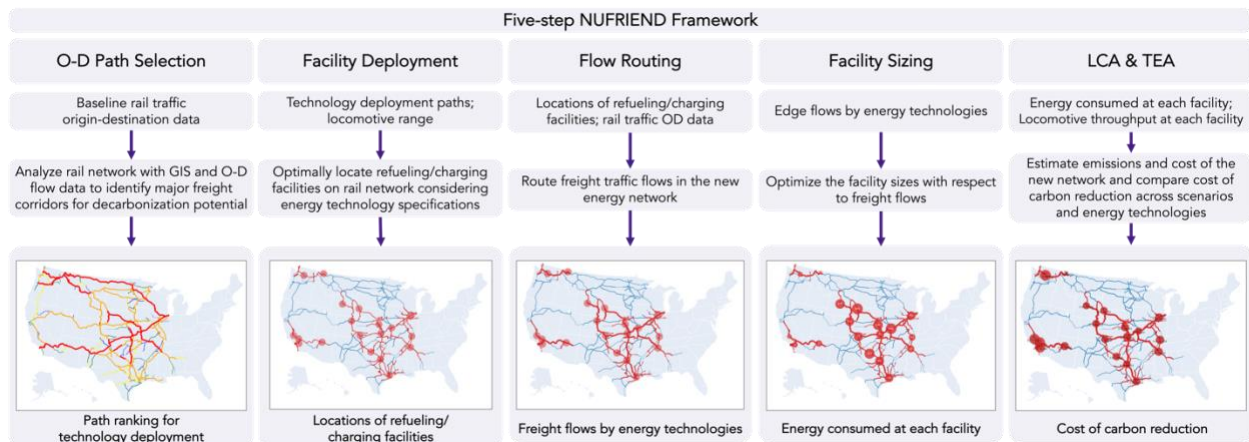 Five-step NUFRIEND Framework
O-D Path Selection
Baseline rail traffic
origin-destination data
Analyze rail network with GIS and O-D
flow data to identify major freight
corridors for decarbonization potential
Path ranking for
technology deployment
Facility Deployment
Technology deployment paths;
locomotive range
Optimally locate refueling/charging
facilities on rail network considering
energy technology specifications
Locations of refueling/
charging facilities
Flow Routing
Locations of refueling/charging
facilities; rail traffic OD data
Route freight traffic flows in the new
energy network
Freight flows by energy technologies
Facility Sizing
Edge flows by energy technologies
Optimize the facility sizes with respect
to freight flows
Energy consumed at each facility
LCA & TEA
Energy consumed at each facility;
Locomotive throughput at each facility
Estimate emissions and cost of the
new network and compare cost of
carbon reduction across scenarios
and energy technologies
Cost of carbon reduction